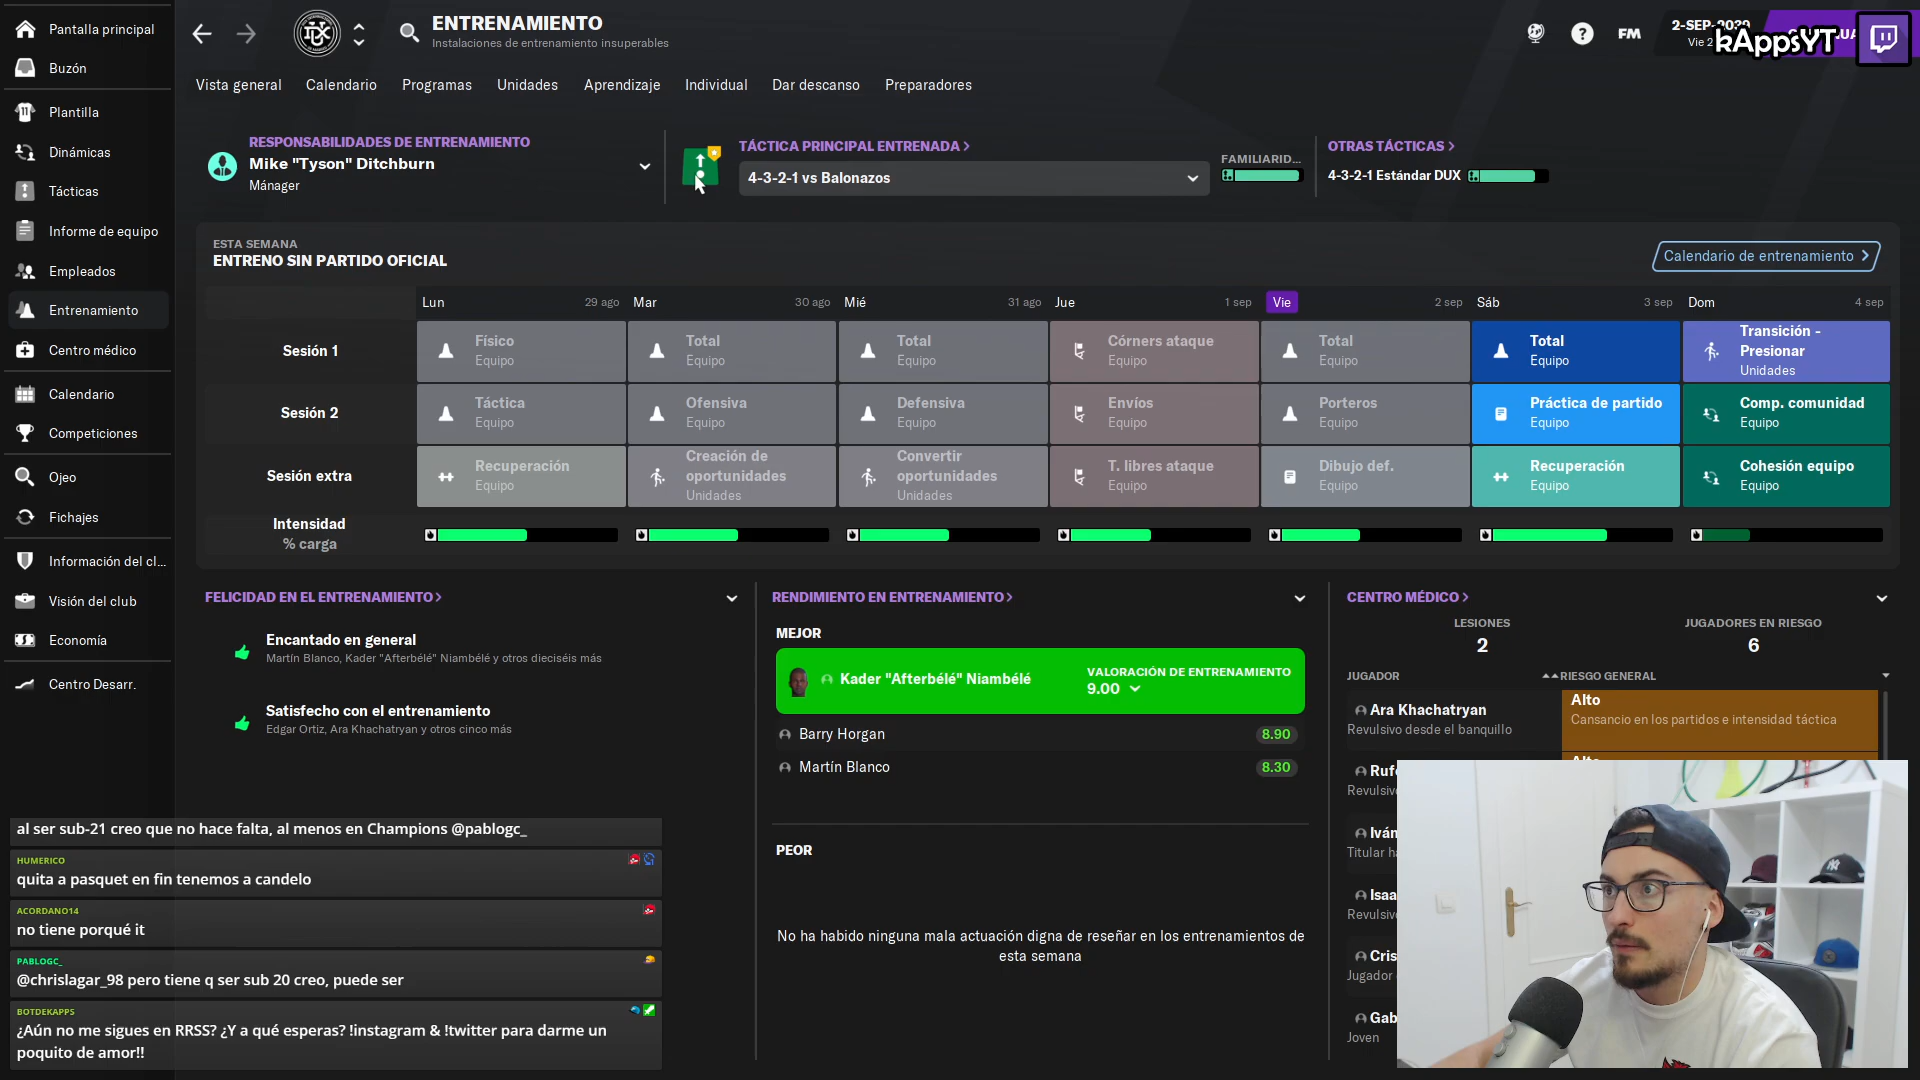 Pantalla principal
Buzón
Plantilla
Dinámicas
Tácticas
Informe de equipo
Empleados
Entrenamiento
Centro médico
Calendario
Competiciones
Ojeo
Fichajes
Información del cl...
Visión del club
Economía
Centro Desarr.
ENTRENAMIENTO
Instalaciones de entrenamiento insuperables
FM
2-SEP-2030
Vie 2
kAppsYT
Vista general
Calendario
Programas
Unidades
Aprendizaje
Individual
Dar descanso
Preparadores
RESPONSABILIDADES DE ENTRENAMIENTO
Mike "Tyson" Ditchburn
Mánager
TÁCTICA PRINCIPAL ENTRENADA
4-3-2-1 vs Balonazos
FAMILIARID...
OTRAS TÁCTICAS
4-3-2-1 Estándar DUX
ESTA SEMANA
ENTRENO SIN PARTIDO OFICIAL
Calendario de entrenamiento
Lun 29 ago
Mar 30 ago
Mié 31 ago
Jue 1 sep
Vie 2 sep
Sáb 3 sep
Dom 4 sep
Sesión 1
Físico
Equipo
Total
Equipo
Total
Equipo
Córners ataque
Equipo
Total
Equipo
Total
Equipo
Transición -
Presionar
Unidades
Sesión 2
Táctica
Equipo
Ofensiva
Equipo
Defensiva
Equipo
Envíos
Equipo
Porteros
Equipo
Práctica de partido
Equipo
Comp. comunidad
Equipo
Sesión extra
Recuperación
Equipo
Creación de
oportunidades
Unidades
Convertir
oportunidades
Unidades
T. libres ataque
Equipo
Dibujo def.
Equipo
Recuperación
Equipo
Cohesión equipo
Equipo
Intensidad
% carga
FELICIDAD EN EL ENTRENAMIENTO
Encantado en general
Martín Blanco, Kader "Afterbélé" Niambélé y otros dieciséis más
Satisfecho con el entrenamiento
Edgar Ortiz, Ara Khachatryan y otros cinco más
RENDIMIENTO EN ENTRENAMIENTO
MEJOR
Kader "Afterbélé" Niambélé
VALORACIÓN DE ENTRENAMIENTO
9.00
Barry Horgan 8.90
Martín Blanco 8.30
PEOR
No ha habido ninguna mala actuación digna de reseñar en los entrenamientos de
esta semana
CENTRO MÉDICO
LESIONES
2
JUGADORES EN RIESGO
6
JUGADOR
RIESGO GENERAL
Ara Khachatryan
Revulsivo desde el banquillo
Alto
Cansancio en los partidos e intensidad táctica
Alto
Rufo
Revulsivo
Iván
Titular ha
Isaa
Revulsivo
Cris
Jugador
Gab
Joven
al ser sub-21 creo que no hace falta, al menos en Champions @pablogc_
HUMERICO
quita a pasquet en fin tenemos a candelo
ACORDANO14
no tiene porqué it
PABLOGC_
@chrislagar_98 pero tiene q ser sub 20 creo, puede ser
BOTDEKAPPS
¿Aún no me sigues en RRSS? ¿Y a qué esperas? !instagram & !twitter para darme un
poquito de amor!!